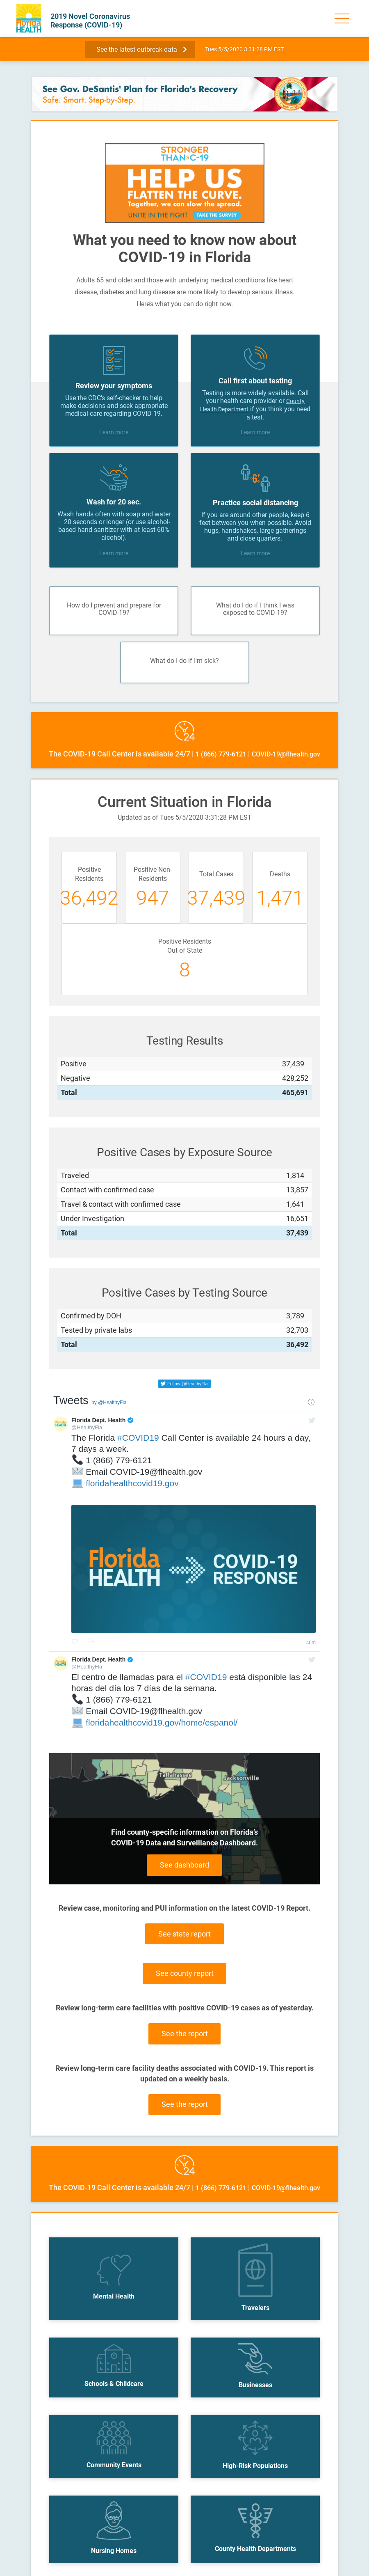 Florida
HEALTH
2019 Novel Coronavirus
Response (COVID-19)
See the latest outbreak data
Tues 5/5/2020 3:31:28 PM EST
See Gov. DeSantis' Plan for Florida's Recovery
Safe. Smart. Step-by-Step.
STRONGER
THAN C-19
HELP US
FLATTEN THE CURVE.
Together, we can slow the spread.
UNITE IN THE FIGHT TAKE THE SURVEY
What you need to know now about
COVID-19 in Florida
Adults 65 and older and those with underlying medical conditions like heart
disease, diabetes and lung disease are more likely to develop serious illness.
Here's what you can do right now.
Review your symptoms
Use the CDC's self-checker to help
make decisions and seek appropriate
medical care regarding COVID-19.
Learn more
Call first about testing
Testing is more widely available. Call
your health care provider or County
Health Department if you think you need
a test.
Learn more
Wash for 20 sec.
Wash hands often with soap and water
– 20 seconds or longer (or use alcohol-
based hand sanitizer with at least 60%
alcohol).
Learn more
6'
Practice social distancing
If you are around other people, keep 6
feet between you when possible. Avoid
hugs, handshakes, large gatherings
and close quarters.
Learn more
How do I prevent and prepare for
COVID-19?
What do I do if I think I was
exposed to COVID-19?
What do I do if I'm sick?
24
The COVID-19 Call Center is available 24/7 | 1 (866) 779-6121 | COVID-19@flhealth.gov
Current Situation in Florida
Updated as of Tues 5/5/2020 3:31:28 PM EST
Positive
Residents
36,492
Positive Non-
Residents
947
Total Cases
37,439
Deaths
1,471
Positive Residents
Out of State
8
Testing Results
Positive 37,439
Negative 428,252
Total 465,691
Positive Cases by Exposure Source
Traveled 1,814
Contact with confirmed case 13,857
Travel & contact with confirmed case 1,641
Under Investigation 16,651
Total 37,439
Positive Cases by Testing Source
Confirmed by DOH 3,789
Tested by private labs 32,703
Total 36,492
Follow @HealthyFla
Tweets by @HealthyFla
Florida Dept. Health
@HealthyFla
The Florida #COVID19 Call Center is available 24 hours a day,
7 days a week.
1 (866) 779-6121
Email COVID-19@flhealth.gov
floridahealthcovid19.gov
Florida
HEALTH
COVID-19
RESPONSE
Florida Dept. Health
@HealthyFla
El centro de llamadas para el #COVID19 está disponible las 24
horas del día los 7 días de la semana.
1 (866) 779-6121
Email COVID-19@flhealth.gov
floridahealthcovid19.gov/home/espanol/
Tallahassee
Jacksonville
Find county-specific information on Florida's
COVID-19 Data and Surveillance Dashboard.
See dashboard
Review case, monitoring and PUI information on the latest COVID-19 Report.
See state report
See county report
Review long-term care facilities with positive COVID-19 cases as of yesterday.
See the report
Review long-term care facility deaths associated with COVID-19. This report is
updated on a weekly basis.
See the report
24
The COVID-19 Call Center is available 24/7 | 1 (866) 779-6121 | COVID-19@flhealth.gov
Mental Health
Travelers
Schools & Childcare
Businesses
Community Events
High-Risk Populations
Nursing Homes
County Health Departments